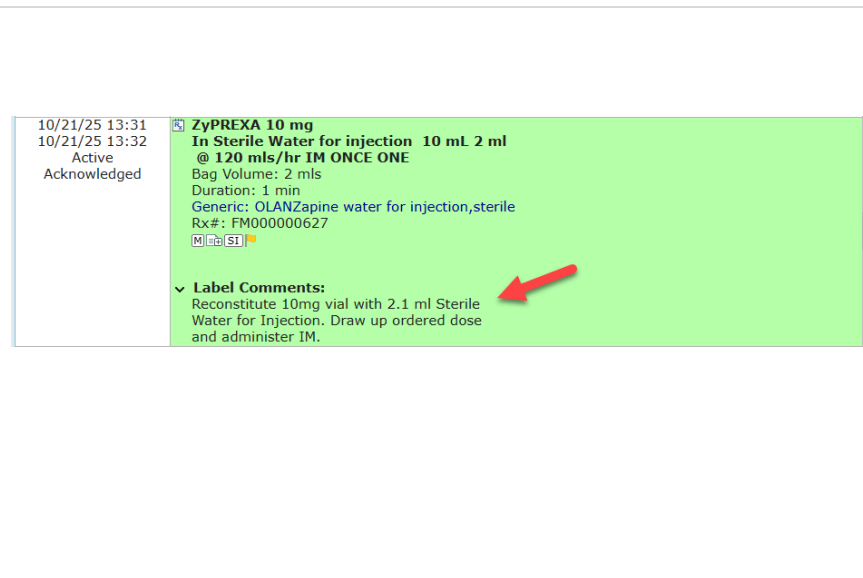 10/21/25 13:31
10/21/25 13:32
Active
Acknowledged
ZyPREXA 10 mg
In Sterile Water for injection 10 mL 2 ml
@ 120 mls/hr IM ONCE ONE
Bag Volume: 2 mls
Duration: 1 min
Generic: OLANZapine water for injection,sterile
Rx#: FM000000627
M SI
Label Comments:
Reconstitute 10mg vial with 2.1 ml Sterile
Water for Injection. Draw up ordered dose
and administer IM.